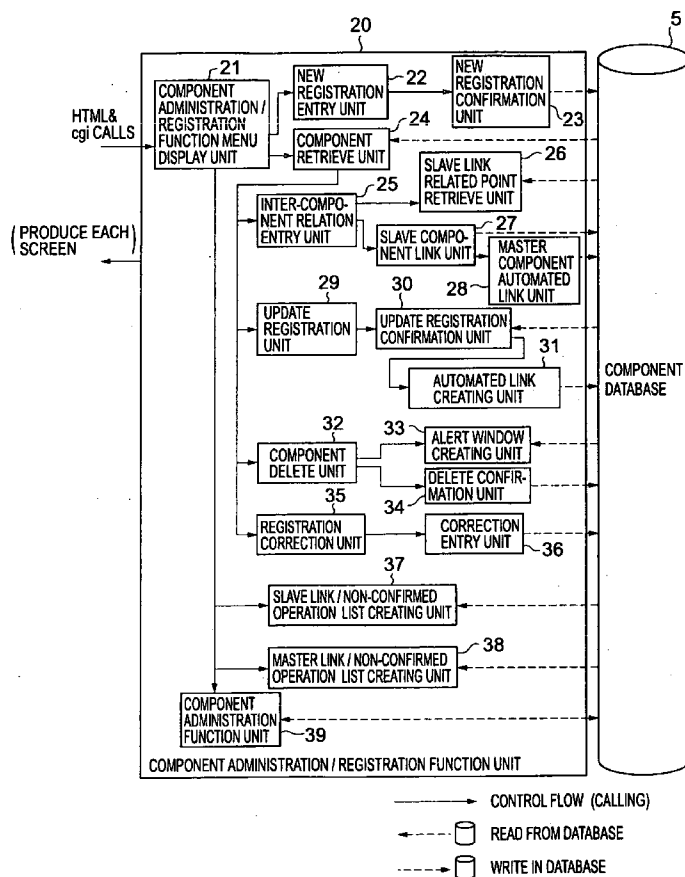 20
5
21
COMPONENT
ADMINISTRATION /
REGISTRATION
FUNCTION MENU
DISPLAY UNIT
NEW
REGISTRATION
ENTRY UNIT
22
NEW
REGISTRATION
CONFIRMATION
UNIT
23
HTML&
cgi CALLS
24
COMPONENT
RETRIEVE UNIT
26
SLAVE LINK
RELATED POINT
RETRIEVE UNIT
25
INTER-COMPO-
NENT RELATION
ENTRY UNIT
27
SLAVE COMPO-
NENT LINK UNIT
MASTER
COMPONENT
AUTOMATED
LINK UNIT
28
(PRODUCE EACH
SCREEN)
29
UPDATE
REGISTRATION
UNIT
30
UPDATE REGISTRATION
CONFIRMATION UNIT
31
AUTOMATED LINK
CREATING UNIT
COMPONENT
DATABASE
32
COMPONENT
DELETE UNIT
33
ALERT WINDOW
CREATING UNIT
34
DELETE CONFIR-
MATION UNIT
35
REGISTRATION
CORRECTION UNIT
CORRECTION
ENTRY UNIT
36
37
SLAVE LINK / NON-CONFIRMED
OPERATION LIST CREATING UNIT
38
MASTER LINK / NON-CONFIRMED
OPERATION LIST CREATING UNIT
COMPONENT
ADMINISTRATION
FUNCTION UNIT
39
COMPONENT ADMINISTRATION / REGISTRATION FUNCTION UNIT
CONTROL FLOW (CALLING)
READ FROM DATABASE
WRITE IN DATABASE